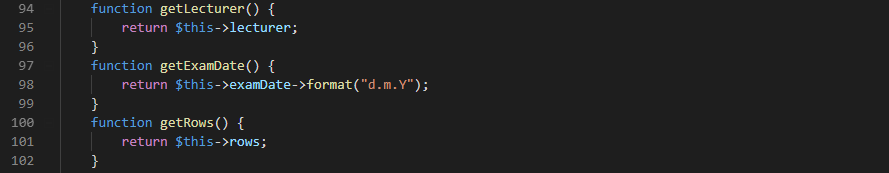 94 function getLecturer() {
95 return $this->lecturer;
96 }
97 function getExamDate() {
98 return $this->examDate->format("d.m.Y");
99 }
100 function getRows() {
101 return $this->rows;
102 }